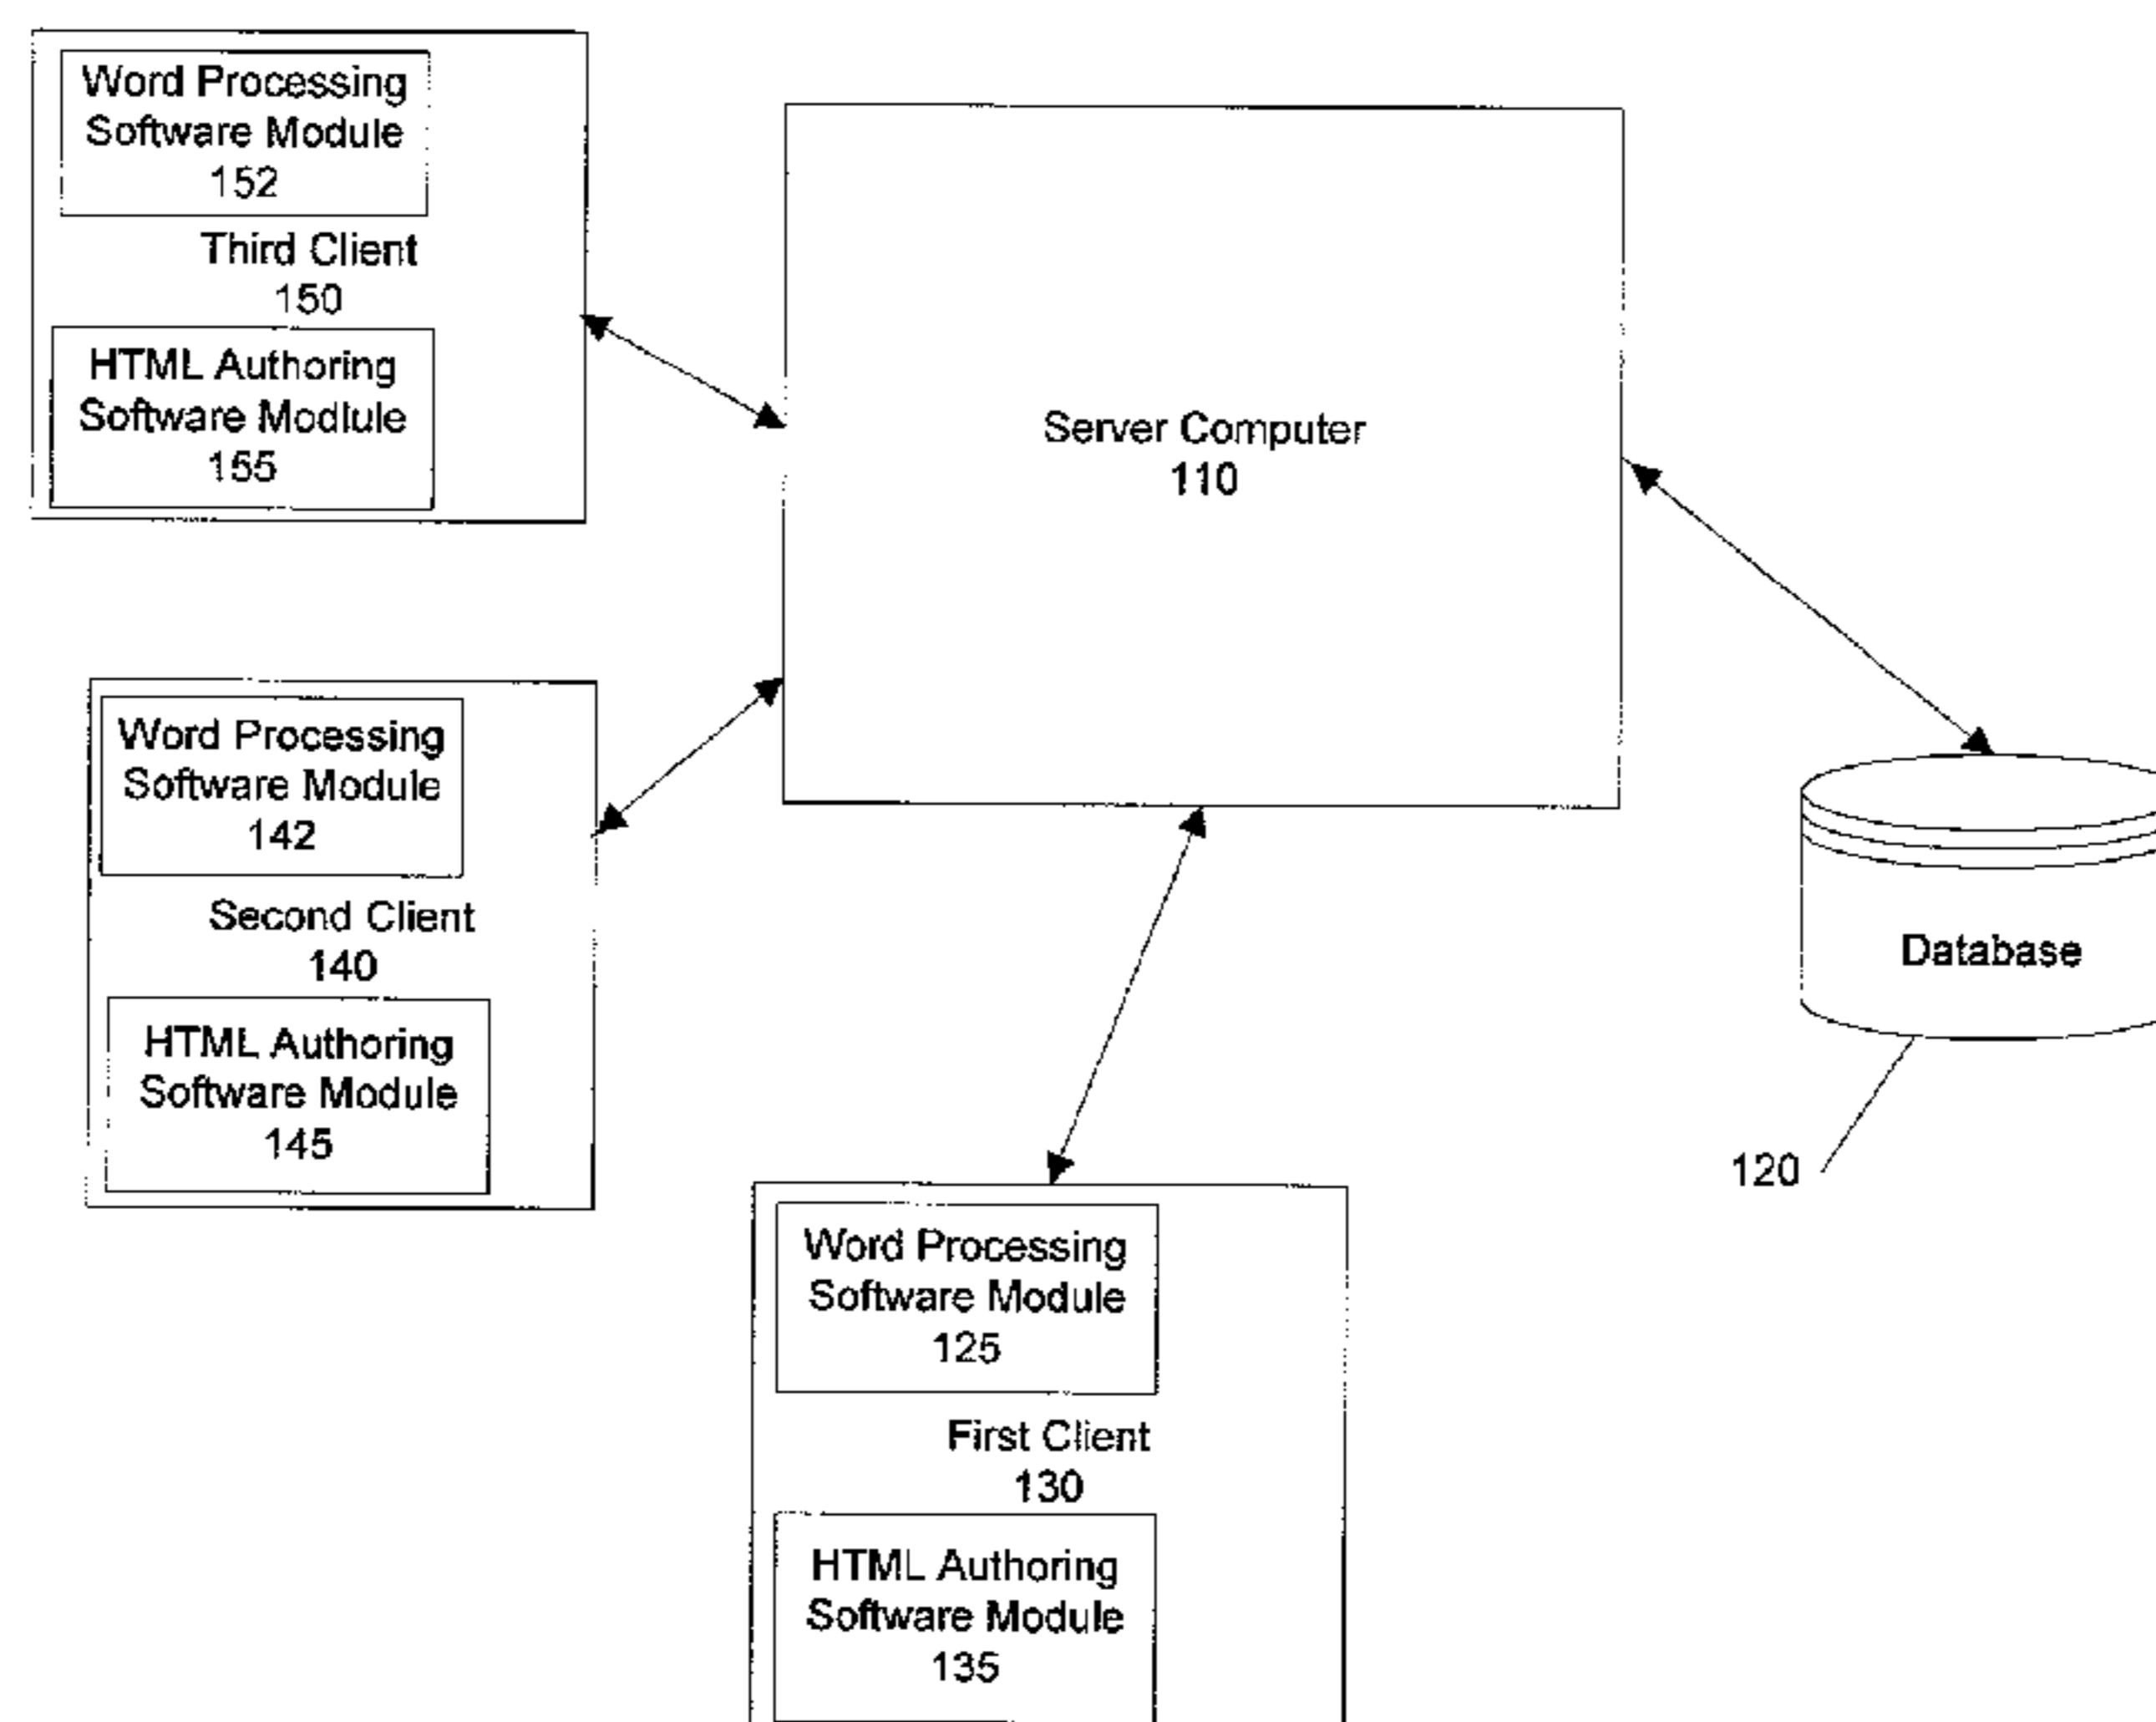 Word Processing
Software Module
152
Third Client
150
HTML Authoring
Software Modlule
155
Server Computer
110
Word Processing
Software Module
142
Second Client
140
HTML Authoring
Software Module
145
Database
120
Word Processing
Software Module
125
First Client
130
HTML Authoring
Software Module
135